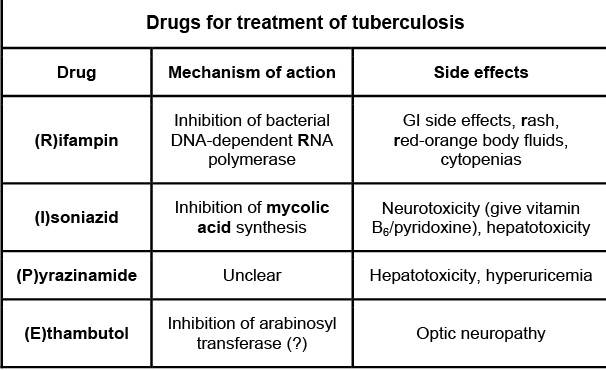 Drugs for treatment of tuberculosis
Drug
Mechanism of action
Side effects
(R)ifampin
Inhibition of bacterial
DNA-dependent RNA
polymerase
GI side effects, rash,
red-orange body fluids,
cytopenias
(I)soniazid
Inhibition of mycolic
acid synthesis
Neurotoxicity (give vitamin
B₆/pyridoxine), hepatotoxicity
(P)yrazinamide
Unclear
Hepatotoxicity, hyperuricemia
(E)thambutol
Inhibition of arabinosyl
transferase (?)
Optic neuropathy